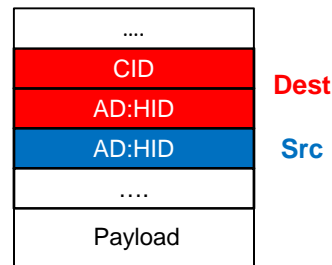 ....
CID
Dest
AD:HID
AD:HID
Src
....
Payload